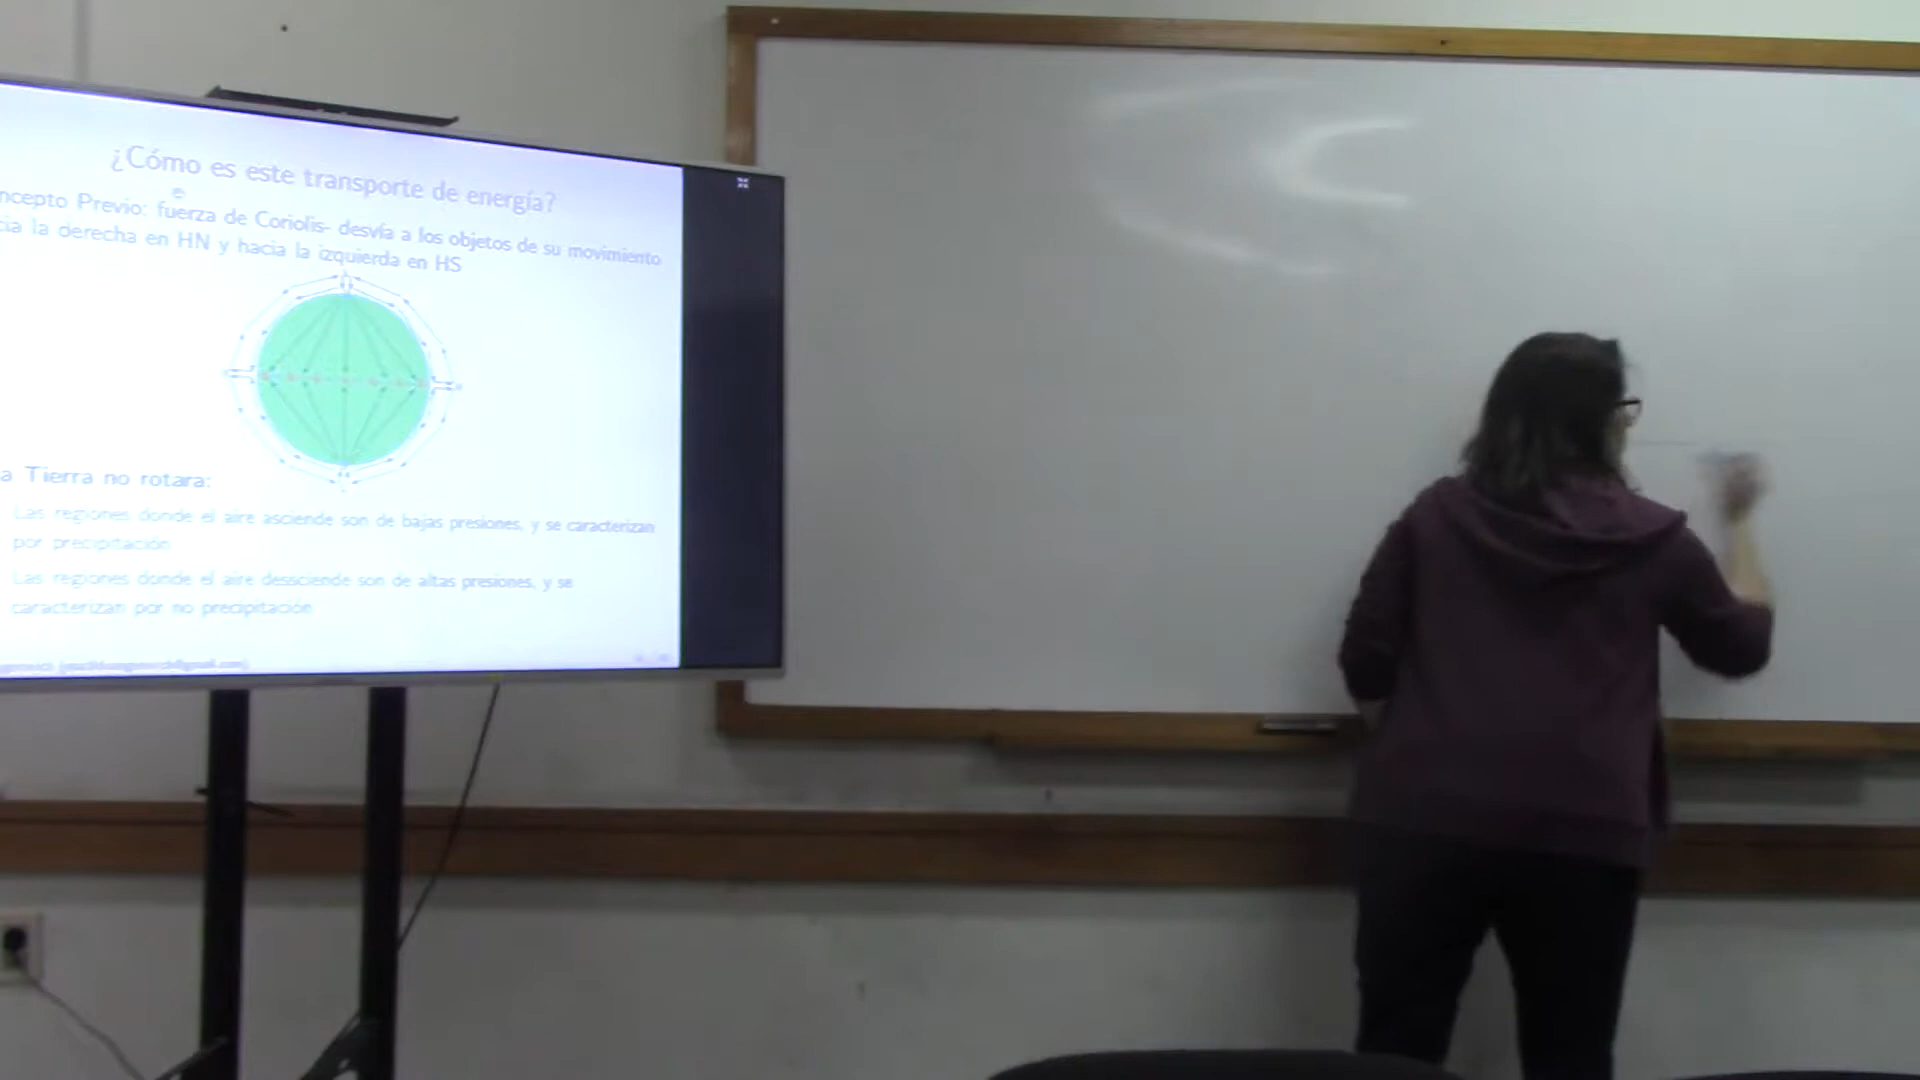 ¿Cómo es este transporte de energía?
ncepto Previo: fuerza de Coriolis- desvía a los objetos de su movimiento
cia la derecha en HN y hacia la izquierda en HS
a Tierra no rotara:
Las regiones donde el aire asciende son de bajas presiones, y se caracterizan
por precipitación
Las regiones donde el aire dessciende son de altas presiones, y se
caracterizan por no precipitación